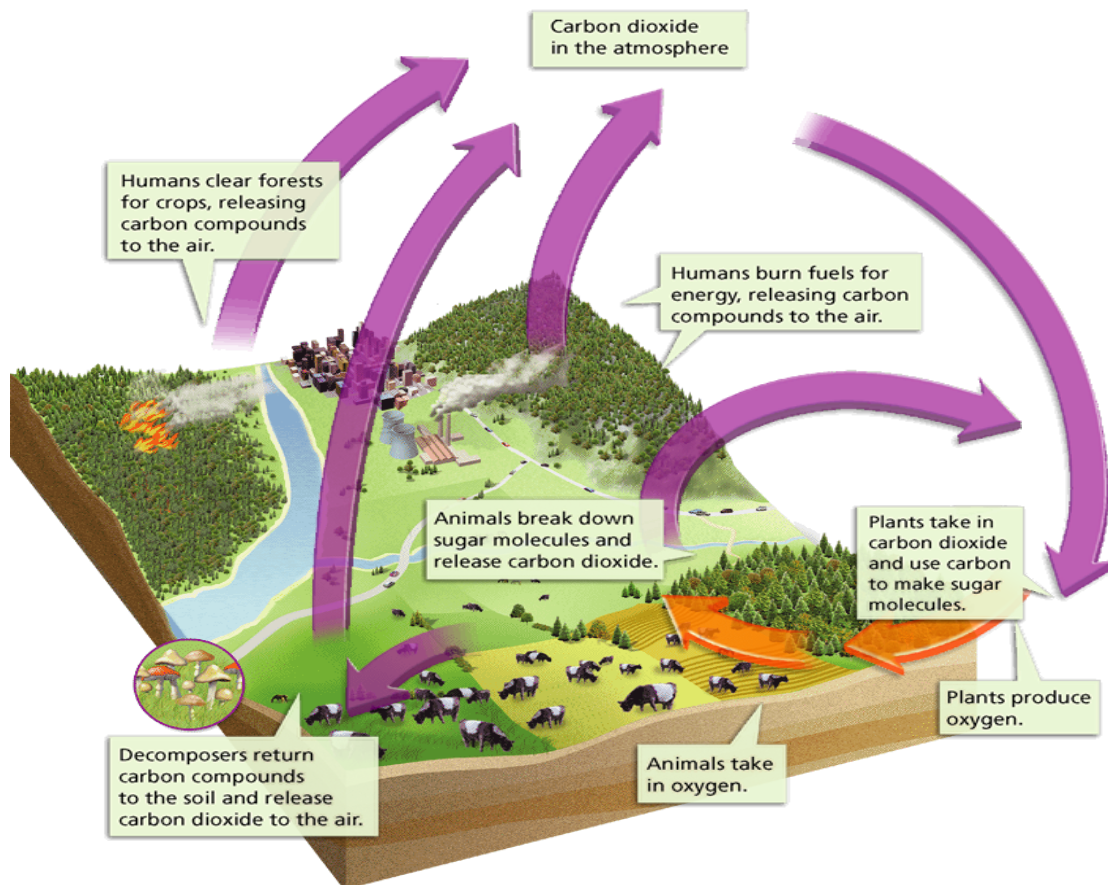 Carbon dioxide
in the atmosphere
Humans clear forests
for crops, releasing
carbon compounds
to the air.
Humans burn fuels for
energy, releasing carbon
compounds to the air.
Animals break down
sugar molecules and
release carbon dioxide.
Plants take in
carbon dioxide
and use carbon
to make sugar
molecules.
Plants produce
oxygen.
Animals take
in oxygen.
Decomposers return
carbon compounds
to the soil and release
carbon dioxide to the air.